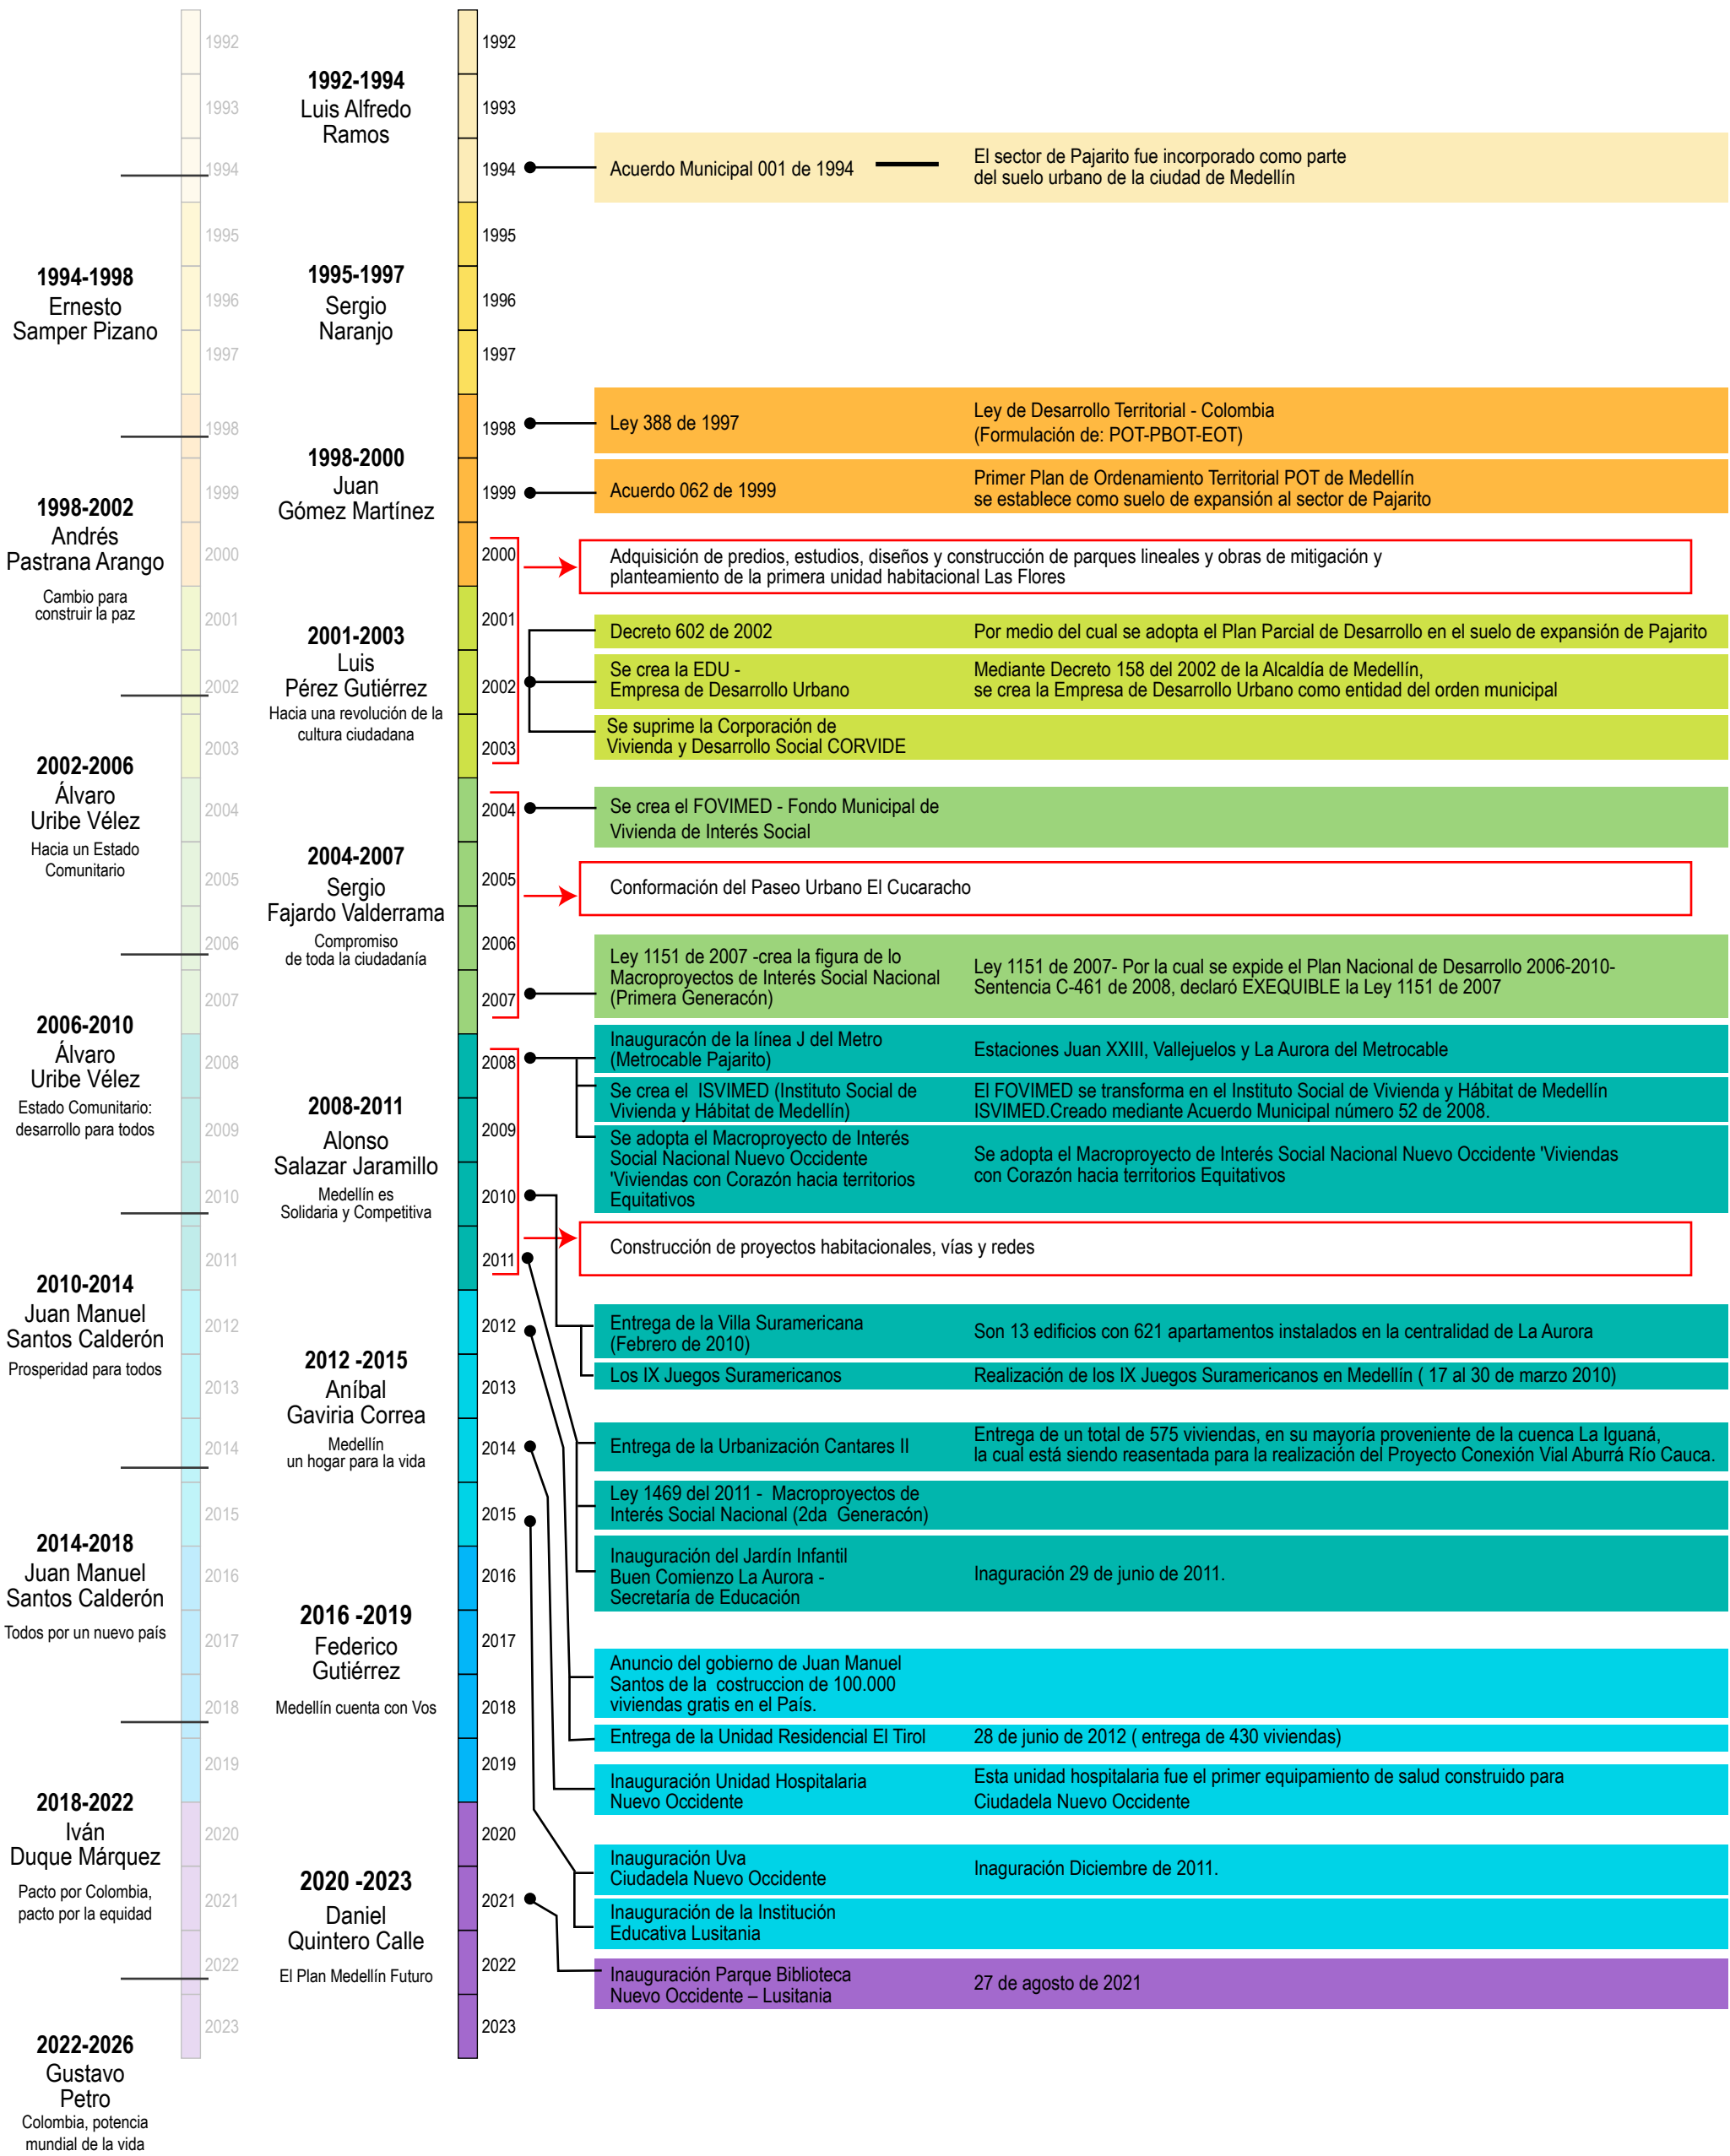 1992
1993
1994
1995
1996
1997
1998
1999
2000
2001
2002
2003
2004
2005
2006
2007
2008
2009
2010
2011
2012
2013
2014
2015
2016
2017
2018
2019
2020
2021
2022
2023
1994-1998
Ernesto
Samper Pizano
1998-2002
Andrés
Pastrana Arango
Cambio para
construir la paz
2002-2006
Álvaro
Uribe Vélez
Hacia un Estado
Comunitario
2006-2010
Álvaro
Uribe Vélez
Estado Comunitario:
desarrollo para todos
2010-2014
Juan Manuel
Santos Calderón
Prosperidad para todos
2014-2018
Juan Manuel
Santos Calderón
Todos por un nuevo país
2018-2022
Iván
Duque Márquez
Pacto por Colombia,
pacto por la equidad
2022-2026
Gustavo
Petro
Colombia, potencia
mundial de la vida
1992-1994
Luis Alfredo
Ramos
1995-1997
Sergio
Naranjo
1998-2000
Juan
Gómez Martínez
2001-2003
Luis
Pérez Gutiérrez
Hacia una revolución de la
cultura ciudadana
2004-2007
Sergio
Fajardo Valderrama
Compromiso
de toda la ciudadanía
2008-2011
Alonso
Salazar Jaramillo
Medellín es
Solidaria y Competitiva
2012 -2015
Aníbal
Gaviria Correa
Medellín
un hogar para la vida
2016 -2019
Federico
Gutiérrez
Medellín cuenta con Vos
2020 -2023
Daniel
Quintero Calle
El Plan Medellín Futuro
1992
1993
1994
1995
1996
1997
1998
1999
2000
2001
2002
2003
2004
2005
2006
2007
2008
2009
2010
2011
2012
2013
2014
2015
2016
2017
2018
2019
2020
2021
2022
2023
Acuerdo Municipal 001 de 1994
El sector de Pajarito fue incorporado como parte
del suelo urbano de la ciudad de Medellín
Ley 388 de 1997
Ley de Desarrollo Territorial - Colombia
(Formulación de: POT-PBOT-EOT)
Acuerdo 062 de 1999
Primer Plan de Ordenamiento Territorial POT de Medellín
se establece como suelo de expansión al sector de Pajarito
Adquisición de predios, estudios, diseños y construcción de parques lineales y obras de mitigación y
planteamiento de la primera unidad habitacional Las Flores
Decreto 602 de 2002
Por medio del cual se adopta el Plan Parcial de Desarrollo en el suelo de expansión de Pajarito
Se crea la EDU -
Empresa de Desarrollo Urbano
Mediante Decreto 158 del 2002 de la Alcaldía de Medellín,
se crea la Empresa de Desarrollo Urbano como entidad del orden municipal
Se suprime la Corporación de
Vivienda y Desarrollo Social CORVIDE
Se crea el FOVIMED - Fondo Municipal de
Vivienda de Interés Social
Conformación del Paseo Urbano El Cucaracho
Ley 1151 de 2007 -crea la figura de lo
Macroproyectos de Interés Social Nacional
(Primera Generacón)
Ley 1151 de 2007- Por la cual se expide el Plan Nacional de Desarrollo 2006-2010-
Sentencia C-461 de 2008, declaró EXEQUIBLE la Ley 1151 de 2007
Inauguracón de la línea J del Metro
(Metrocable Pajarito)
Estaciones Juan XXIII, Vallejuelos y La Aurora del Metrocable
Se crea el  ISVIMED (Instituto Social de
Vivienda y Hábitat de Medellín)
El FOVIMED se transforma en el Instituto Social de Vivienda y Hábitat de Medellín
ISVIMED.Creado mediante Acuerdo Municipal número 52 de 2008.
Se adopta el Macroproyecto de Interés
Social Nacional Nuevo Occidente
'Viviendas con Corazón hacia territorios
Equitativos
Se adopta el Macroproyecto de Interés Social Nacional Nuevo Occidente 'Viviendas
con Corazón hacia territorios Equitativos
Construcción de proyectos habitacionales, vías y redes
Entrega de la Villa Suramericana
(Febrero de 2010)
Son 13 edificios con 621 apartamentos instalados en la centralidad de La Aurora
Los IX Juegos Suramericanos
Realización de los IX Juegos Suramericanos en Medellín ( 17 al 30 de marzo 2010)
Entrega de la Urbanización Cantares II
Entrega de un total de 575 viviendas, en su mayoría proveniente de la cuenca La Iguaná,
la cual está siendo reasentada para la realización del Proyecto Conexión Vial Aburrá Río Cauca.
Ley 1469 del 2011 -  Macroproyectos de
Interés Social Nacional (2da  Generacón)
Inauguración del Jardín Infantil
Buen Comienzo La Aurora -
Secretaría de Educación
Inaguración 29 de junio de 2011.
Anuncio del gobierno de Juan Manuel
Santos de la  costruccion de 100.000
viviendas gratis en el País.
Entrega de la Unidad Residencial El Tirol
28 de junio de 2012 ( entrega de 430 viviendas)
Inauguración Unidad Hospitalaria
Nuevo Occidente
Esta unidad hospitalaria fue el primer equipamiento de salud construido para
Ciudadela Nuevo Occidente
Inauguración Uva
Ciudadela Nuevo Occidente
Inaguración Diciembre de 2011.
Inauguración de la Institución
Educativa Lusitania
Inauguración Parque Biblioteca
Nuevo Occidente – Lusitania
27 de agosto de 2021